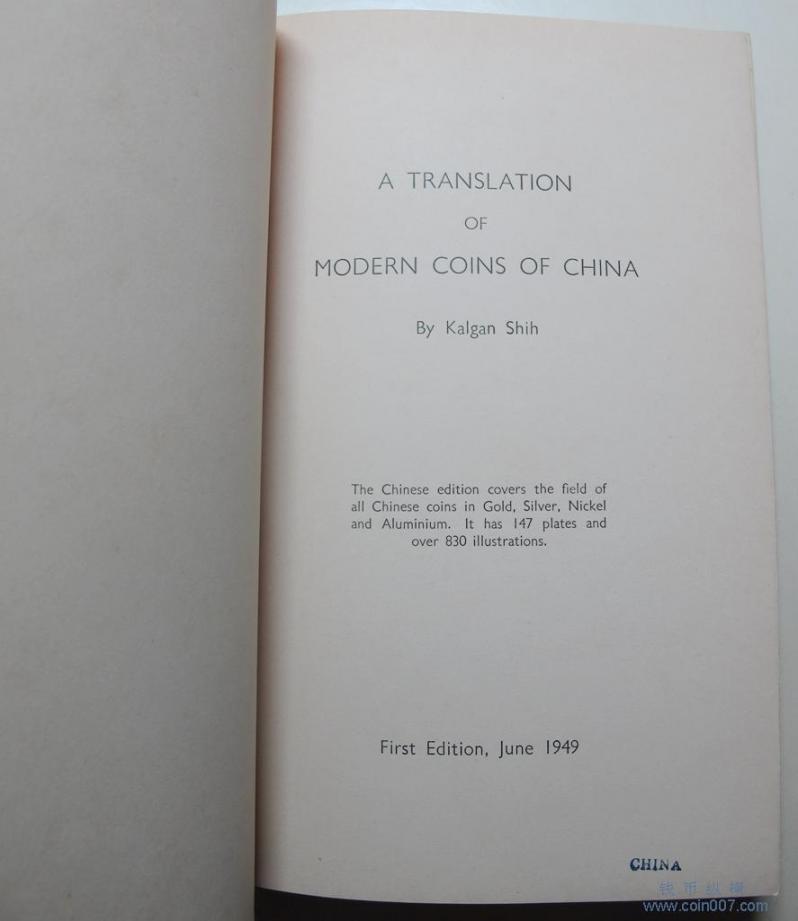 A TRANSLATION
OF
MODERN COINS OF CHINA
By Kalgan Shih
The Chinese edition covers the field of
all Chinese coins in Gold, Silver, Nickel
and Aluminium. It has 147 plates and
over 830 illustrations.
First Edition, June 1949
CHINA
钱币纵横
www.coin007.com